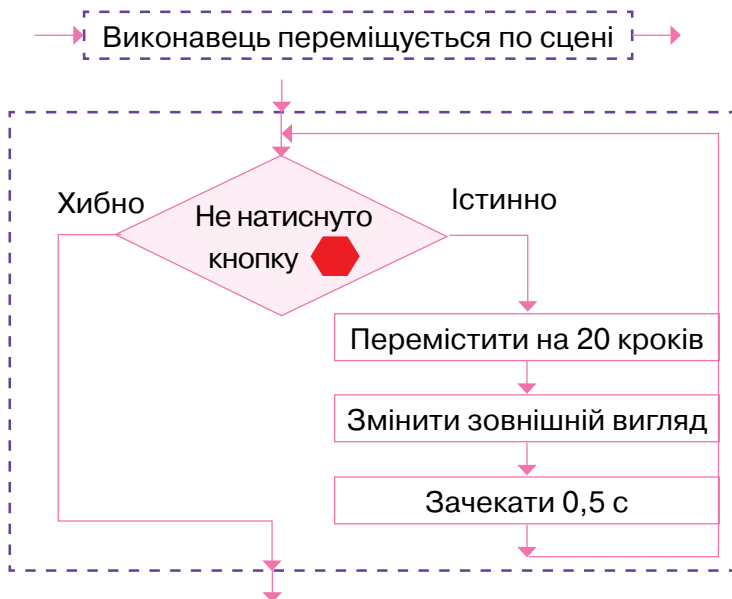 Виконавець переміщується по сцені
Хибно
Істинно
Не натиснуто
кнопку
Перемістити на 20 кроків
Змінити зовнішній вигляд
Зачекати 0,5 с